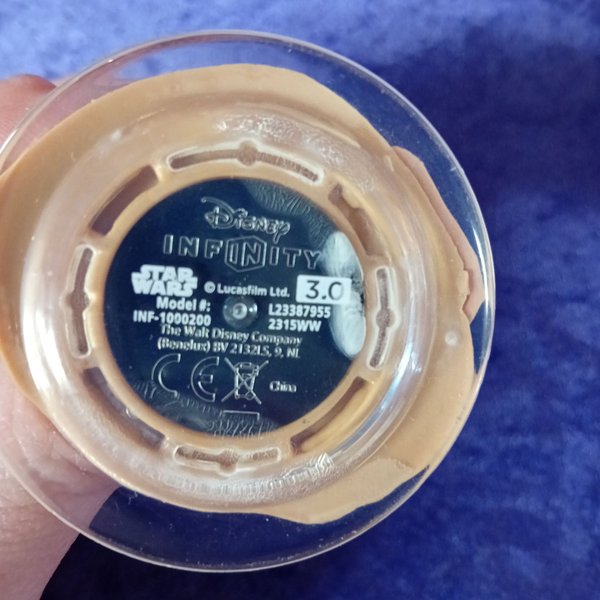 Disney
INFINITY
STAR WARS © Lucasfilm Ltd. 3.0
Model #: L23387955
INF-1000200 2315WW
The Walt Disney Company
(Benelux) BV 2132LS, 9, NL
CE China